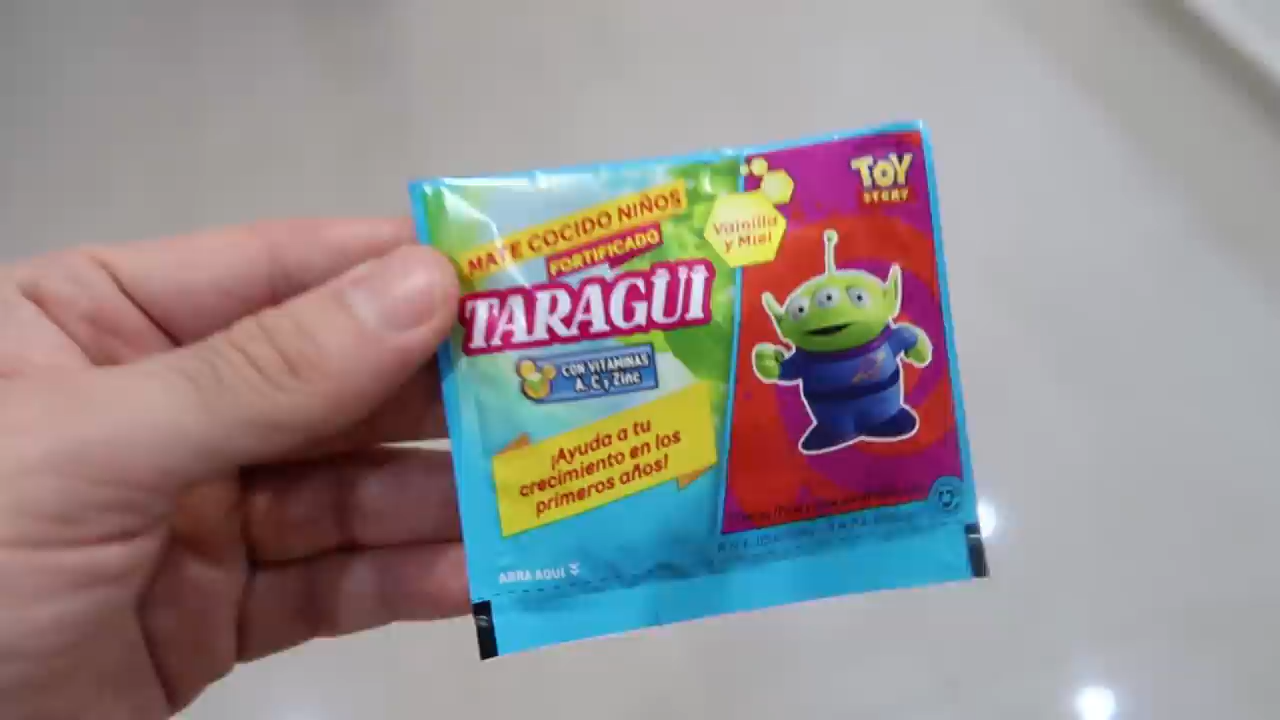 MATE COCIDO NIÑOS
FORTIFICADO
TARAGÜI
CON VITAMINAS
A, C y Zinc
¡Ayuda a tu
crecimiento en los
primeros años!
ABRA AQUÍ
Vainilla
y Miel
TOY
STORY